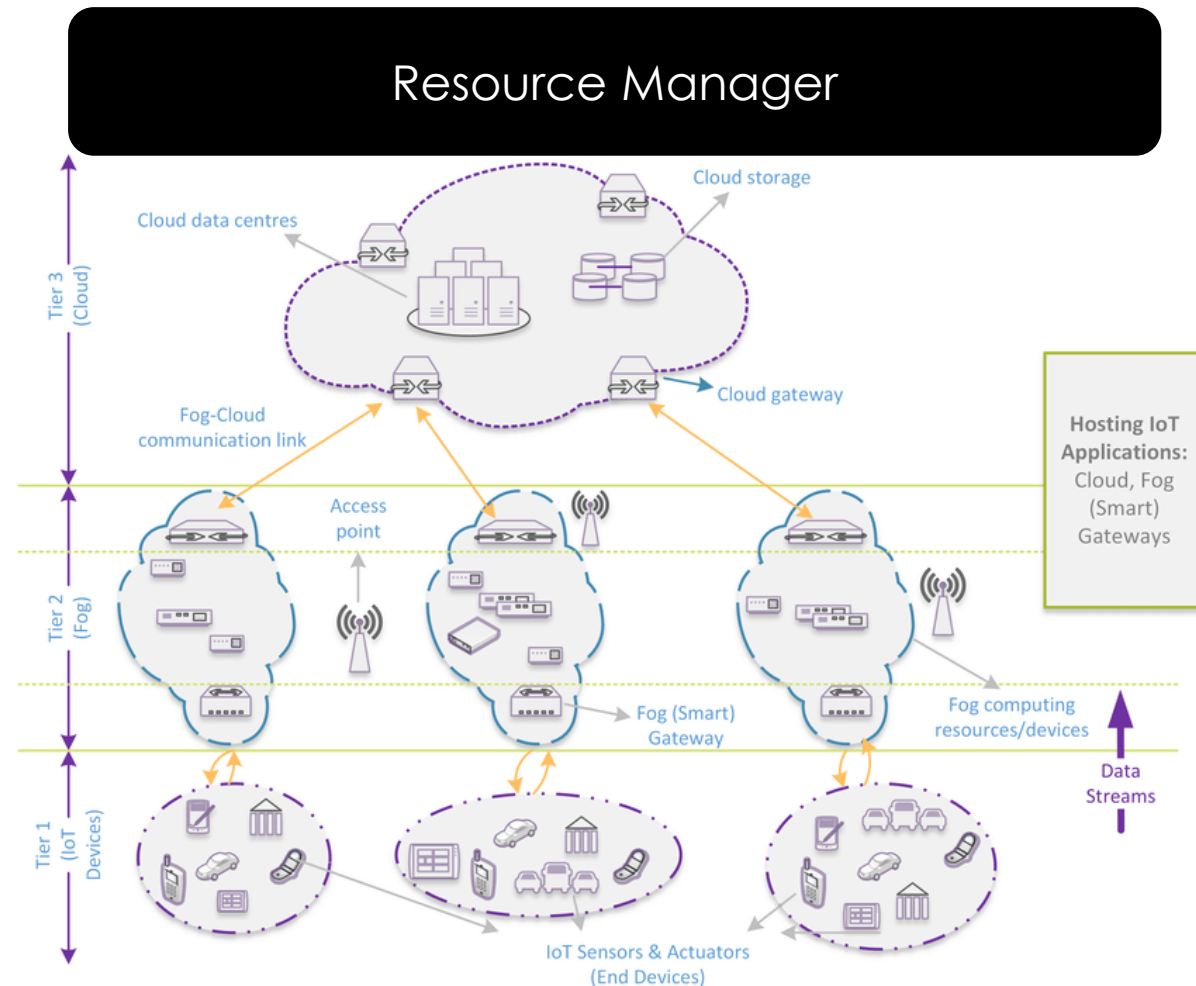 Resource Manager
Cloud storage
Cloud data centres
Tier 3
(Cloud)
Cloud gateway
Fog-Cloud
communication link
Hosting IoT
Applications:
Cloud, Fog
(Smart)
Gateways
Access
point
Tier 2
(Fog)
Fog (Smart)
Gateway
Fog computing
resources/devices
Data
Streams
Tier 1
(IoT
Devices)
IoT Sensors & Actuators
(End Devices)